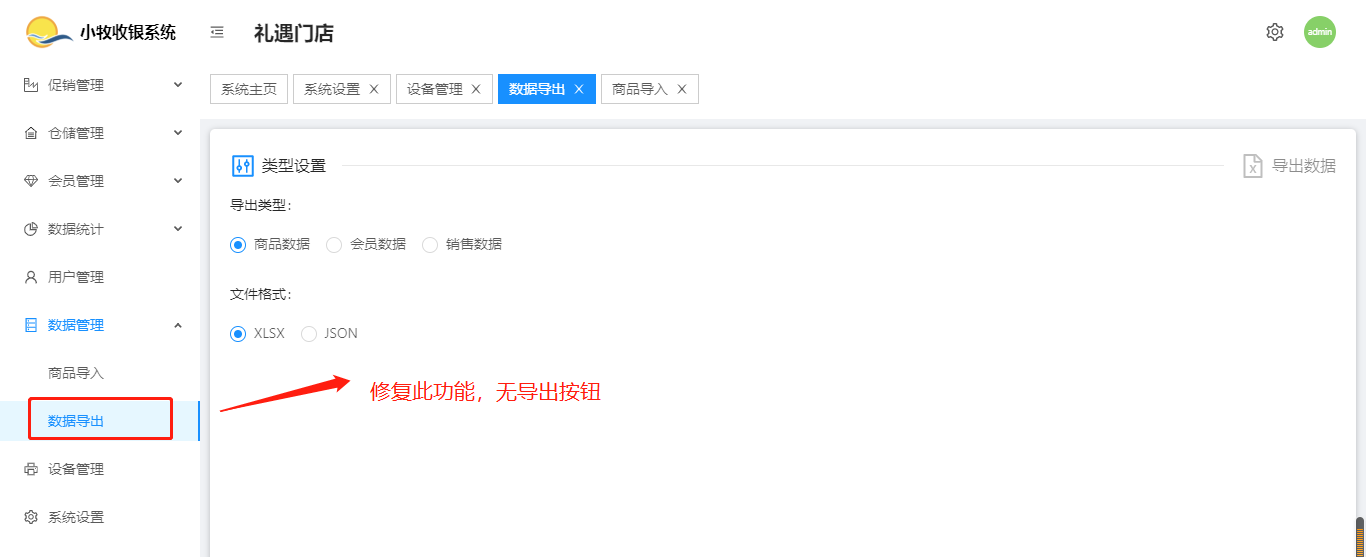 小牧收银系统
礼遇门店
admin
促销管理
仓储管理
会员管理
数据统计
用户管理
数据管理
商品导入
数据导出
设备管理
系统设置
系统主页
系统设置
设备管理
数据导出
商品导入
类型设置
导出数据
导出类型：
商品数据
会员数据
销售数据
文件格式：
XLSX
JSON
修复此功能，无导出按钮